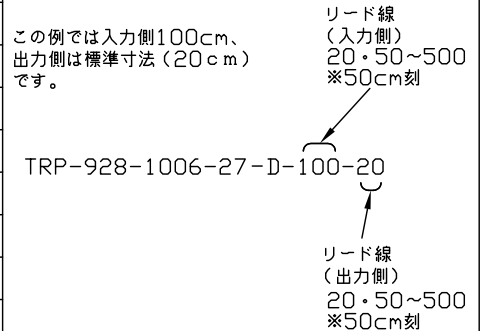 リード線
（入力側）
20・50～500
※50cm刻
この例では入力側100cm、
出力側は標準寸法（20cm）
です。
TRP-928-1006-27-D-100-20
リード線
（出力側）
20・50～500
※50cm刻